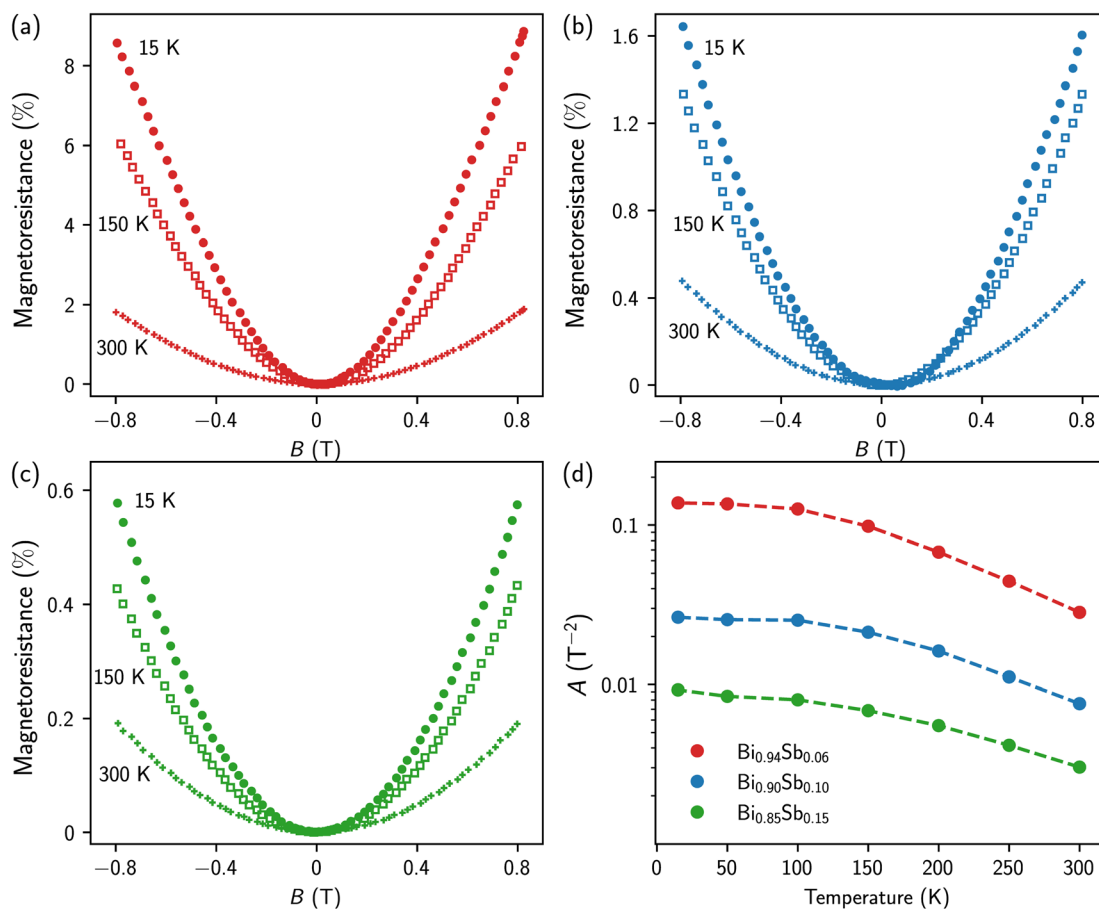 (a)
15 K
150 K
300 K
8
6
4
2
0
Magnetoresistance (%)
−0.8 −0.4 0 0.4 0.8
B (T)
(b)
15 K
150 K
300 K
1.6
1.2
0.8
0.4
0
Magnetoresistance (%)
−0.8 −0.4 0 0.4 0.8
B (T)
(c)
15 K
150 K
300 K
0.6
0.4
0.2
0
Magnetoresistance (%)
−0.8 −0.4 0 0.4 0.8
B (T)
(d)
0.1
0.01
A (T⁻²)
Bi₀.₉₄Sb₀.₀₆
Bi₀.₉₀Sb₀.₁₀
Bi₀.₈₅Sb₀.₁₅
0 50 100 150 200 250 300
Temperature (K)